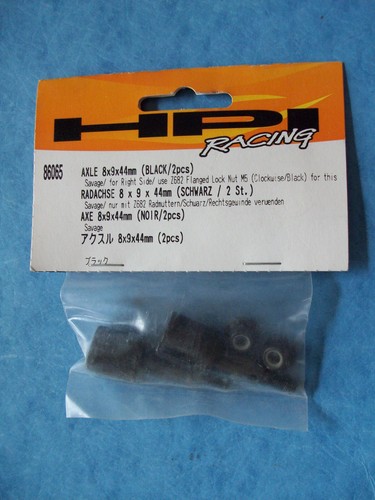 HPI
RACING
86065
AXLE 8x9x44mm (BLACK/2pcs)
Savage/ for Right Side/ use Z682 Flanged Lock Nut M5 (Clockwise/Black) for this
RADACHSE 8 x 9 x 44mm (SCHWARZ / 2 St.)
Savage/ nur mit Z682 Radmuttern/Schwarz/Rechtsgewinde verwenden
AXE 8x9x44mm (NOIR/2pcs)
Savage
アクスル 8x9x44mm (2pcs)
ブラック